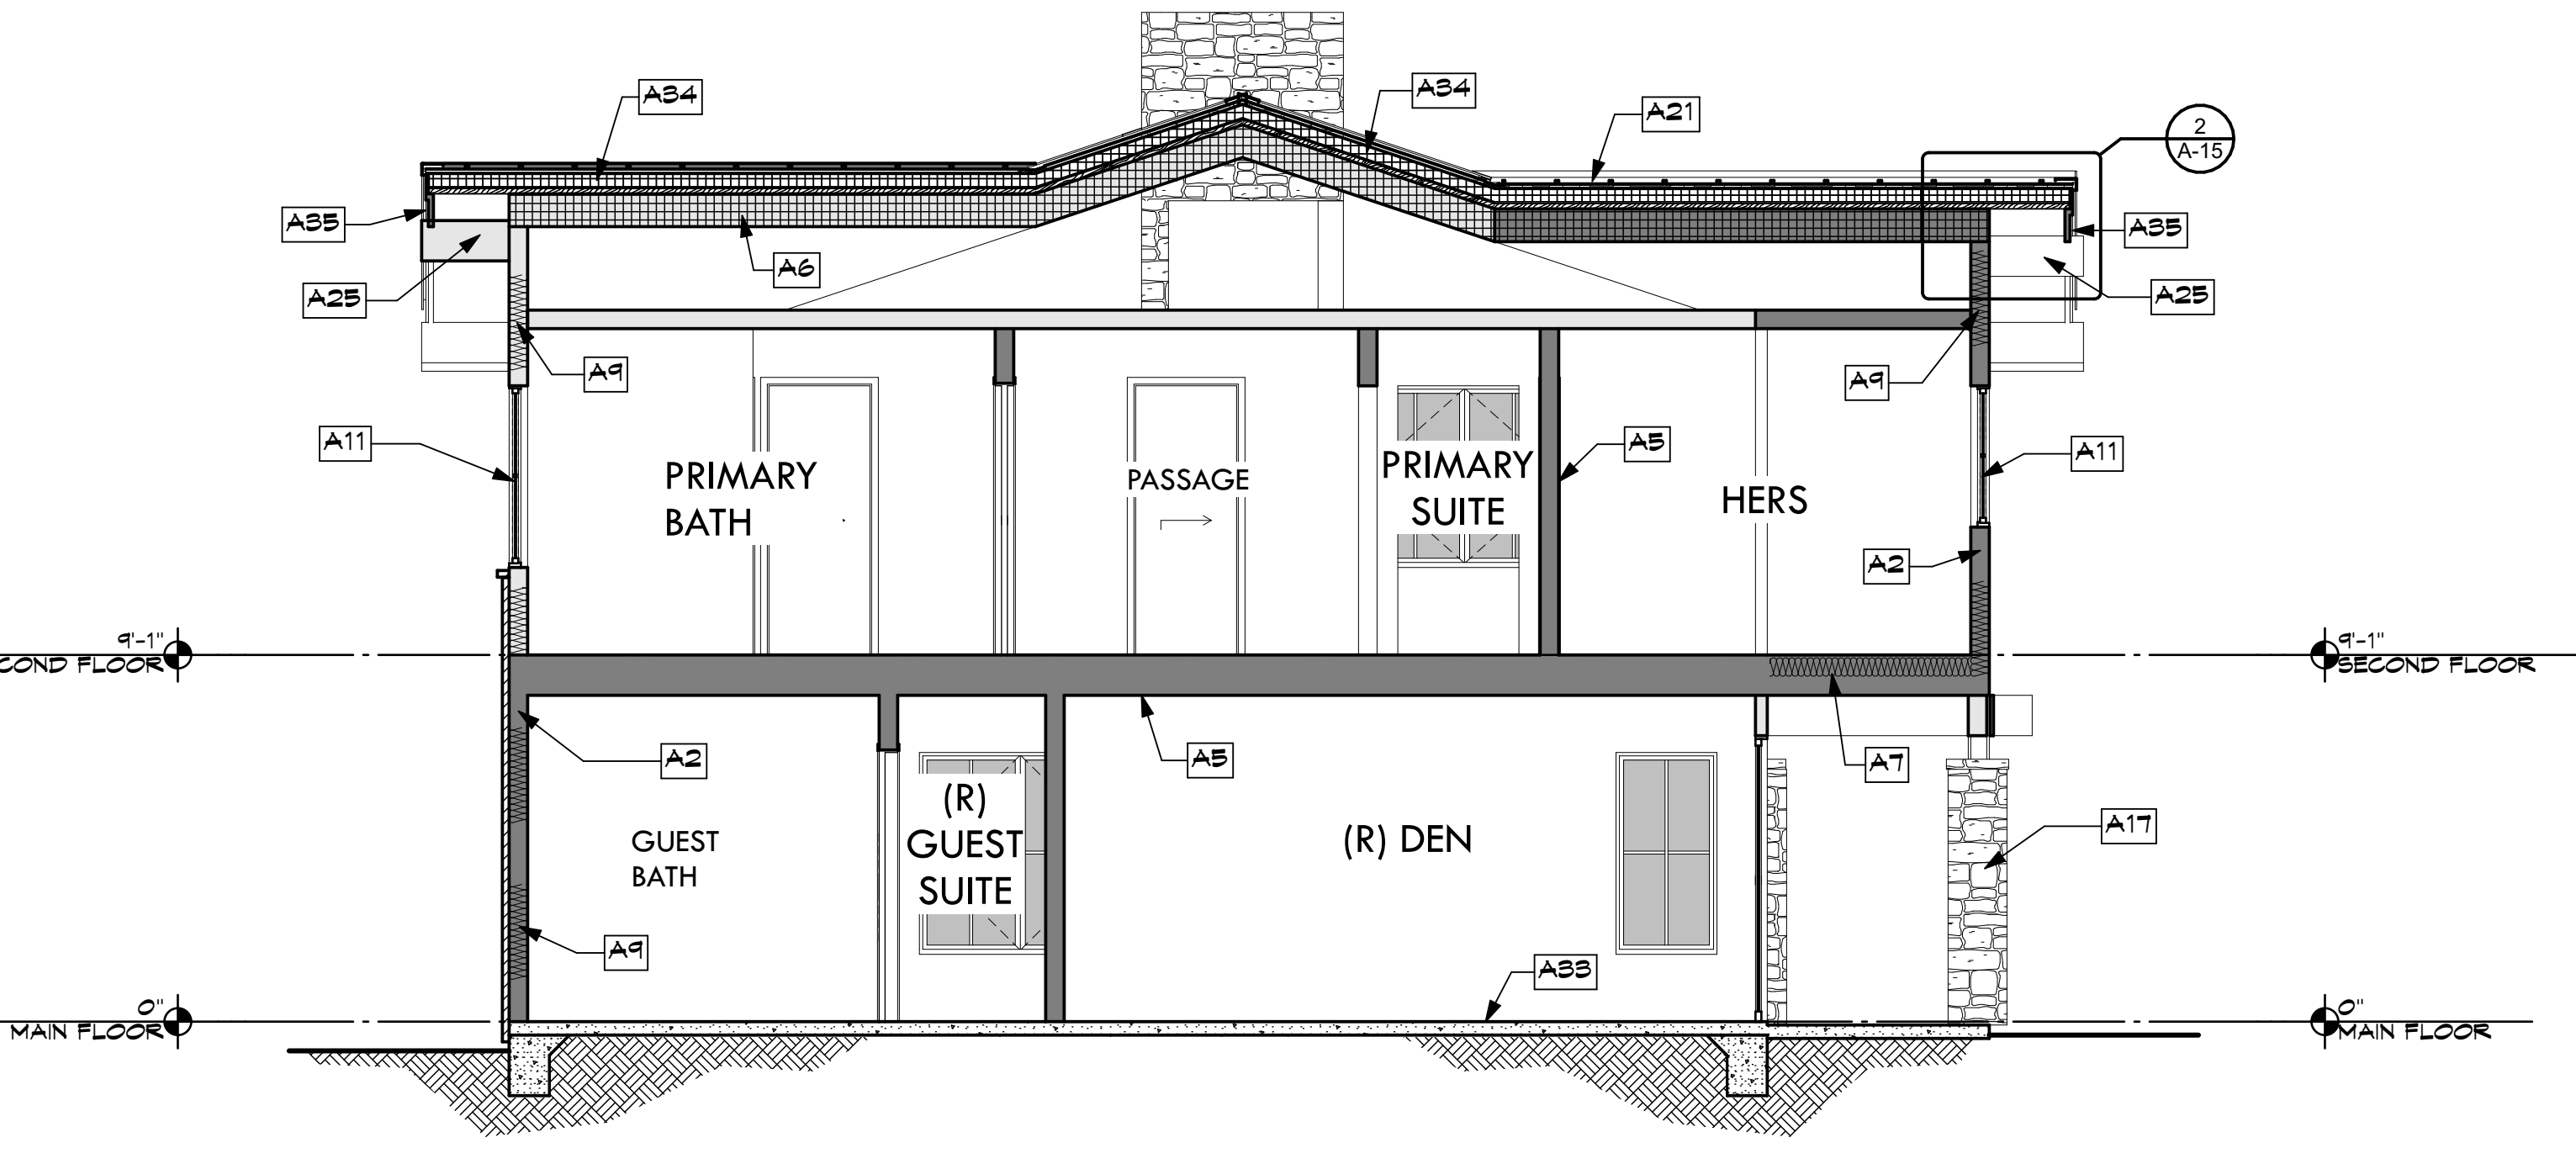 A34
A34
A21
2
A-15
A35
A35
A6
A25
A25
A9
A9
A11
A5
A11
PRIMARY
BATH
PASSAGE
PRIMARY
SUITE
HERS
A2
9'-1"
COND FLOOR
9'-1"
SECOND FLOOR
A2
A5
A7
(R)
GUEST
SUITE
GUEST
BATH
(R) DEN
A17
A9
A33
0"
MAIN FLOOR
0"
MAIN FLOOR